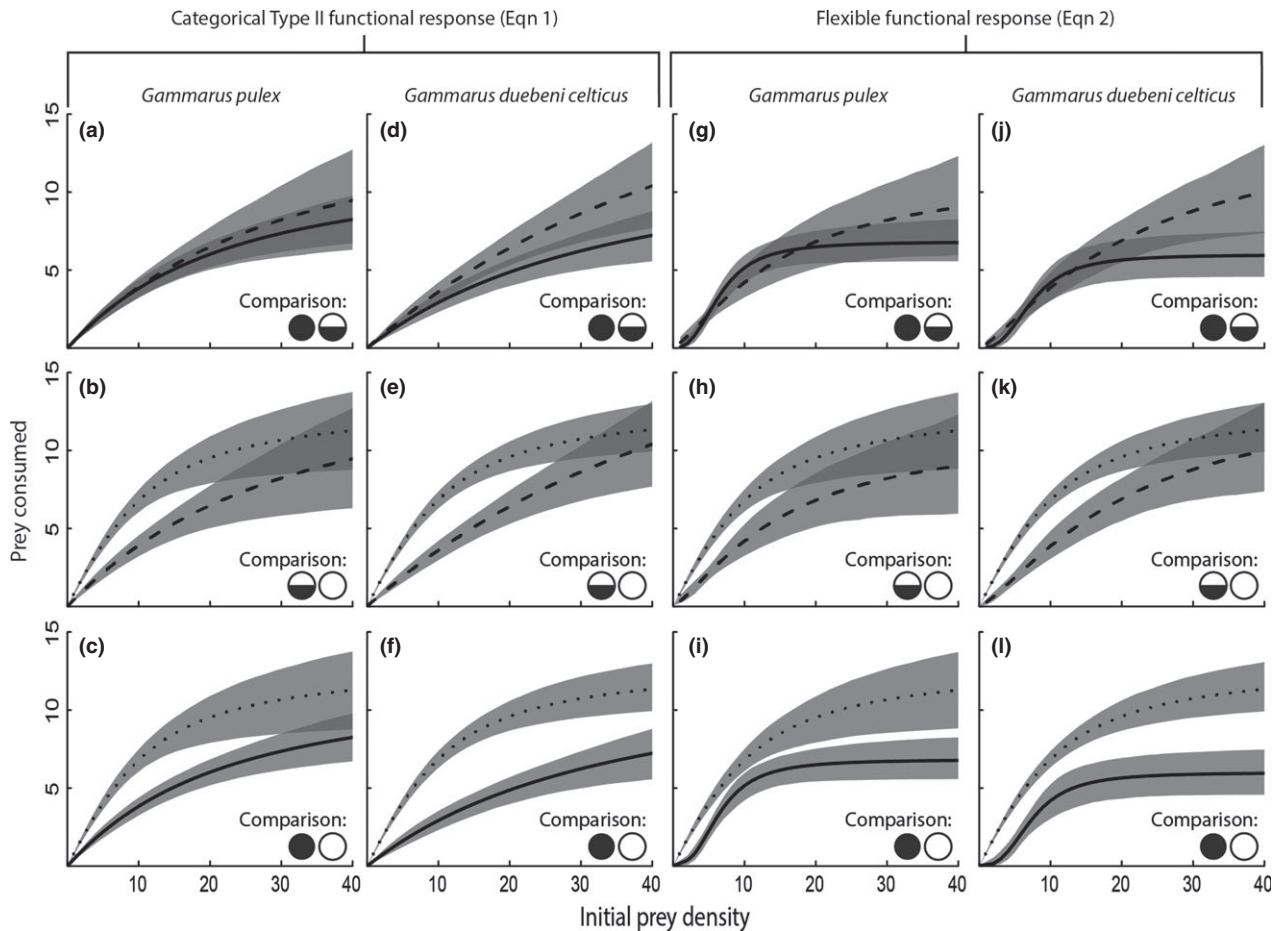 Categorical Type II functional response (Eqn 1)
Flexible functional response (Eqn 2)
Gammarus pulex
Gammarus duebeni celticus
Gammarus pulex
Gammarus duebeni celticus
15
10
5
(a)
Comparison:
(d)
Comparison:
(g)
Comparison:
(j)
Comparison:
15
10
5
(b)
Comparison:
(e)
Comparison:
(h)
Comparison:
(k)
Comparison:
Prey consumed
15
10
5
(c)
Comparison:
(f)
Comparison:
(i)
Comparison:
(l)
Comparison:
10 20 30 40
10 20 30 40
10 20 30 40
10 20 30 40
Initial prey density